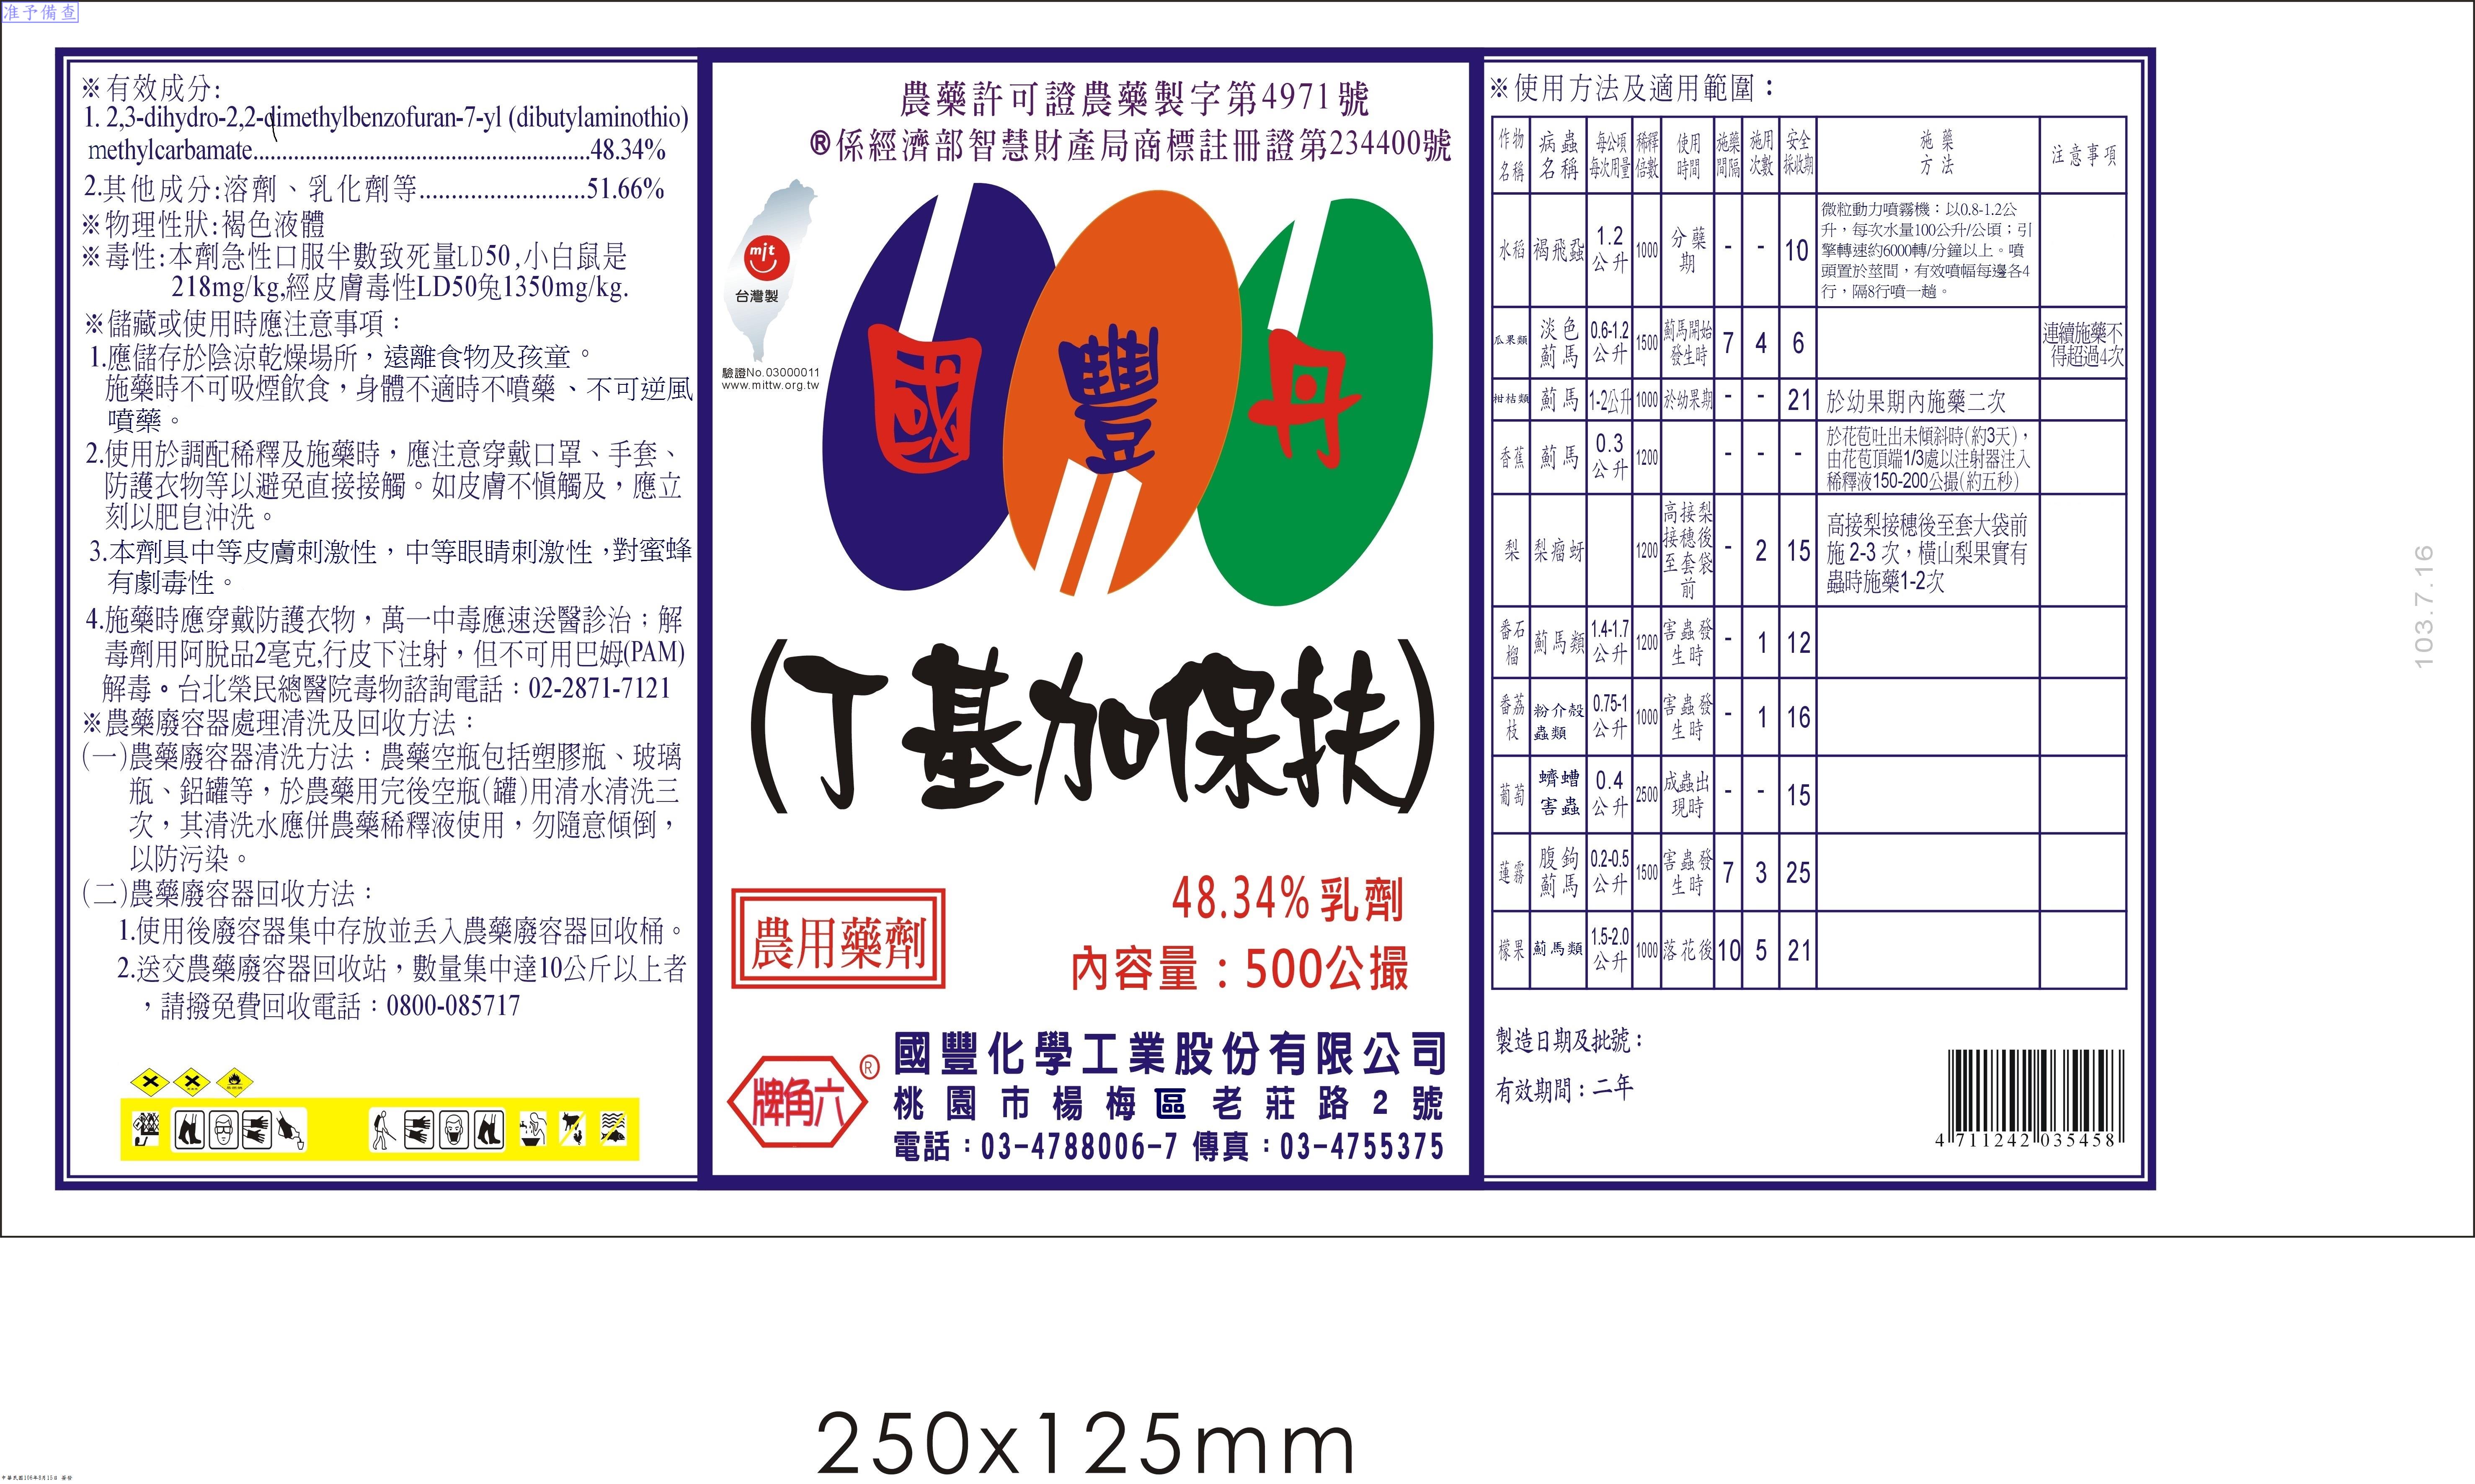 准予備查
※有效成分:
1. 2,3-dihydro-2,2-dimethylbenzofuran-7-yl (dibutylaminothio)
methylcarbamate..........................................................48.34%
2.其他成分:溶劑、乳化劑等...........................51.66%
※物理性狀:褐色液體
※毒性:本劑急性口服半數致死量LD50,小白鼠是
218mg/kg,經皮膚毒性LD50兔1350mg/kg.
※儲藏或使用時應注意事項：
1.應儲存於陰涼乾燥場所，遠離食物及孩童。
施藥時不可吸煙飲食，身體不適時不噴藥、不可逆風
噴藥。
2.使用於調配稀釋及施藥時，應注意穿戴口罩、手套、
防護衣物等以避免直接接觸。如皮膚不慎觸及，應立
刻以肥皂沖洗。
3.本劑具中等皮膚刺激性，中等眼睛刺激性，對蜜蜂
有劇毒性。
4.施藥時應穿戴防護衣物，萬一中毒應速送醫診治；解
毒劑用阿脫品2毫克,行皮下注射，但不可用巴姆(PAM)
解毒。台北榮民總醫院毒物諮詢電話：02-2871-7121
※農藥廢容器處理清洗及回收方法：
(一)農藥廢容器清洗方法：農藥空瓶包括塑膠瓶、玻璃
瓶、鋁罐等，於農藥用完後空瓶(罐)用清水清洗三
次，其清洗水應併農藥稀釋液使用，勿隨意傾倒，
以防污染。
(二)農藥廢容器回收方法：
1.使用後廢容器集中存放並丟入農藥廢容器回收桶。
2.送交農藥廢容器回收站，數量集中達10公斤以上者
，請撥免費回收電話：0800-085717
農藥許可證農藥製字第4971號
®係經濟部智慧財產局商標註冊證第234400號
mit
台灣製
驗證No.03000011
www.mittw.org.tw
國豐丹
(丁基加保扶)
48.34% 乳劑
農用藥劑
內容量：500公撮
六角牌®
國豐化學工業股份有限公司
桃園市楊梅區老莊路2號
電話：03-4788006-7 傳真：03-4755375
※使用方法及適用範圍：
作物名稱 病蟲名稱 每公頃每次用量 稀釋倍數 使用時間 施藥間隔 施用次數 安全採收期 施藥方法 注意事項
水稻 褐飛蝨 1.2公升 1000 分蘗期 - - 10 微粒動力噴霧機：以0.8-1.2公
升，每次水量100公升/公頃；引
擎轉速約6000轉/分鐘以上。噴
頭置於莖間，有效噴幅每邊各4
行，隔8行噴一趟。
瓜果類 淡色薊馬 0.6-1.2公升 1500 薊馬開始發生時 7 4 6 連續施藥不得超過4次
柑桔類 薊馬 1-2公升 1000 於幼果期 - - 21 於幼果期內施藥二次
香蕉 薊馬 0.3公升 1200 - - - 於花苞吐出未傾斜時(約3天)，
由花苞頂端1/3處以注射器注入
稀釋液150-200公撮(約五秒)
梨 梨瘤蚜 1200 高接梨接穗後至套袋前 - 2 15 高接梨接穗後至套大袋前
施 2-3 次，橫山梨果實有
蟲時施藥1-2次
番石榴 薊馬類 1.4-1.7公升 1200 害蟲發生時 - 1 12
番荔枝 粉介殼蟲類 0.75-1公升 1000 害蟲發生時 - 1 16
葡萄 蠐螬害蟲 0.4公升 2500 成蟲出現時 - - 15
蓮霧 腹鉤薊馬 0.2-0.5公升 1500 害蟲發生時 7 3 25
檬果 薊馬類 1.5-2.0公升 1000 落花後 10 5 21
製造日期及批號：
有效期間：二年
4 711242 035458
103.7.16
250x125mm
中華民國106年8月15日